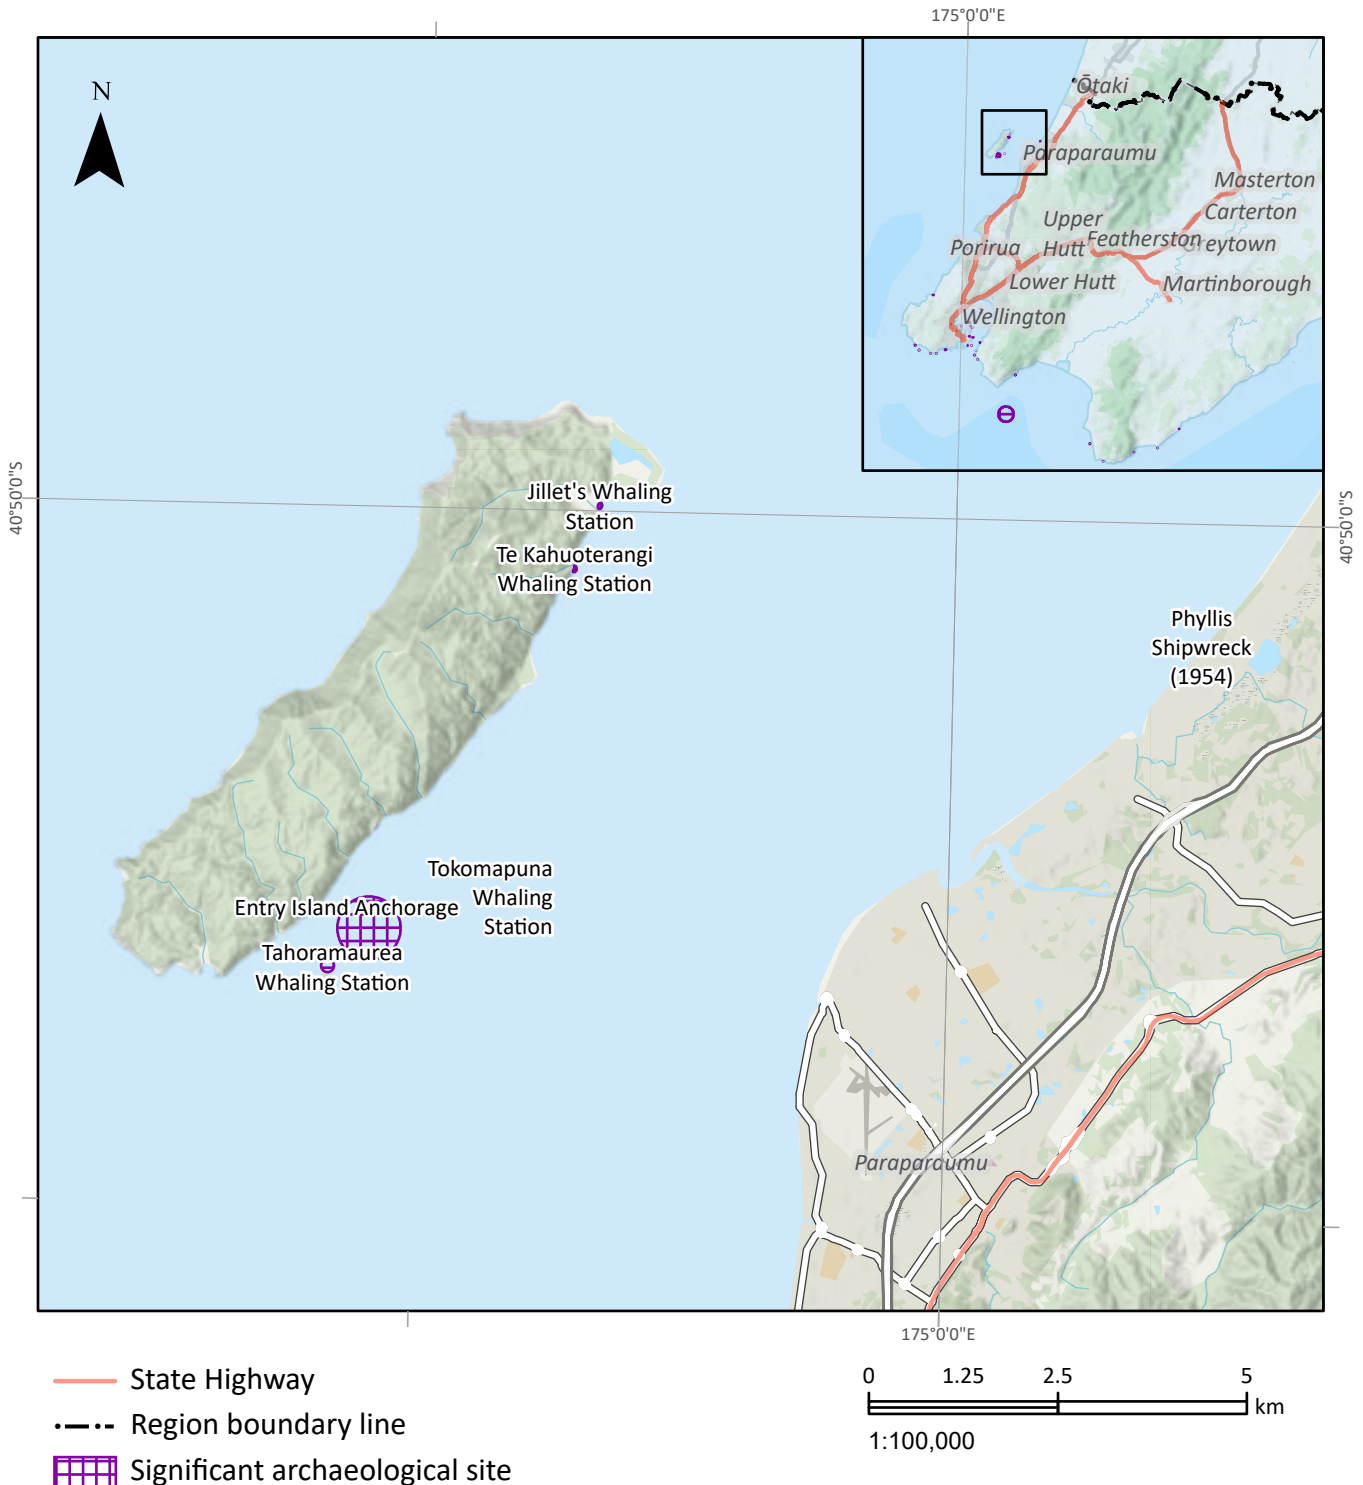 175°0'0"E
N
Ōtaki
Paraparaumu
Masterton
Carterton
Upper
Hutt
Featherston
Greytown
Porirua
Lower Hutt
Martinborough
Wellington
40°50'0"S
40°50'0"S
Jillet's Whaling
Station
Te Kahuoterangi
Whaling Station
Phyllis
Shipwreck
(1954)
Tokomapuna
Whaling
Station
Entry Island Anchorage
Tahoramaurea
Whaling Station
Paraparaumu
175°0'0"E
State Highway
Region boundary line
Significant archaeological site
0 1.25 2.5 5
km
1:100,000